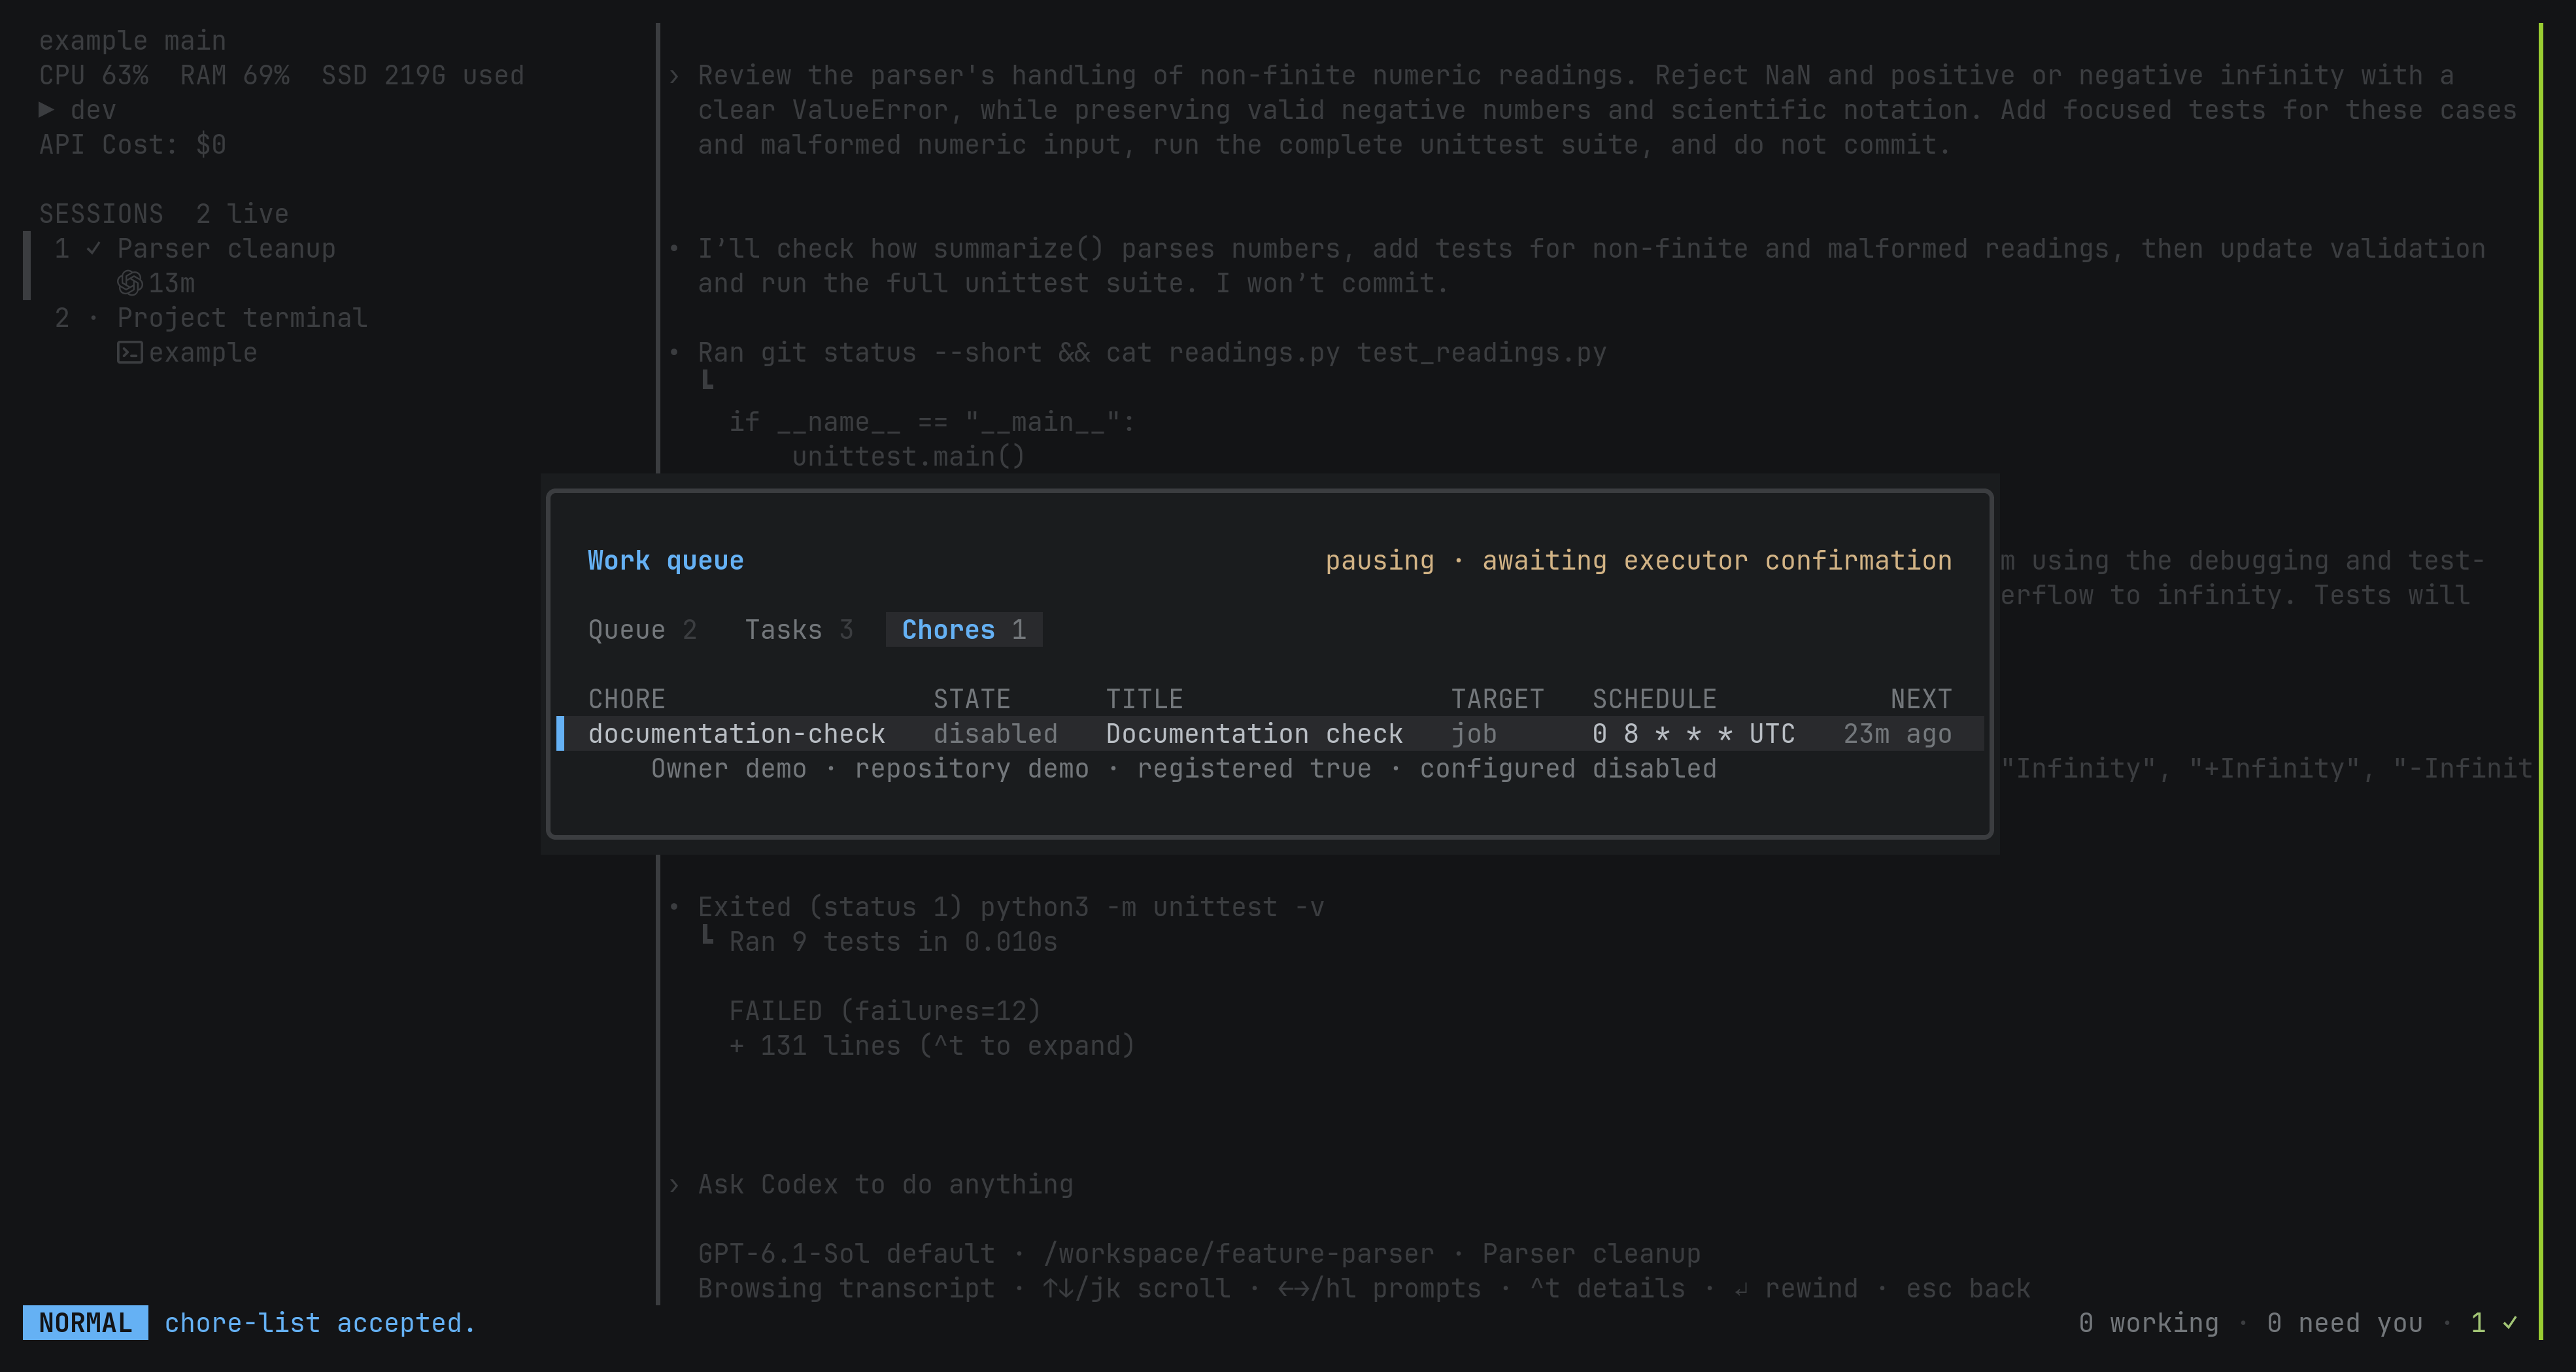 example main
CPU 63%  RAM 69%  SSD 219G used
▶ dev
API Cost: $0
SESSIONS  2 live
1 ✓ Parser cleanup
13m
2 · Project terminal
example
› Review the parser's handling of non-finite numeric readings. Reject NaN and positive or negative infinity with a
clear ValueError, while preserving valid negative numbers and scientific notation. Add focused tests for these cases
and malformed numeric input, run the complete unittest suite, and do not commit.
• I’ll check how summarize() parses numbers, add tests for non-finite and malformed readings, then update validation
and run the full unittest suite. I won’t commit.
• Ran git status --short && cat readings.py test_readings.py
└
if __name__ == "__main__":
unittest.main()
Work queue  pausing · awaiting executor confirmation
m using the debugging and test-
erflow to infinity. Tests will
Queue 2  Tasks 3  Chores 1
CHORE  STATE  TITLE  TARGET  SCHEDULE  NEXT
documentation-check  disabled  Documentation check  job  0 8 * * * UTC  23m ago
Owner demo · repository demo · registered true · configured disabled
"Infinity", "+Infinity", "-Infinit
• Exited (status 1) python3 -m unittest -v
└ Ran 9 tests in 0.010s
FAILED (failures=12)
+ 131 lines (^t to expand)
› Ask Codex to do anything
GPT-6.1-Sol default · /workspace/feature-parser · Parser cleanup
Browsing transcript · ↑↓/jk scroll · ←→/hl prompts · ^t details · ↵ rewind · esc back
NORMAL  chore-list accepted.  0 working · 0 need you · 1 ✓